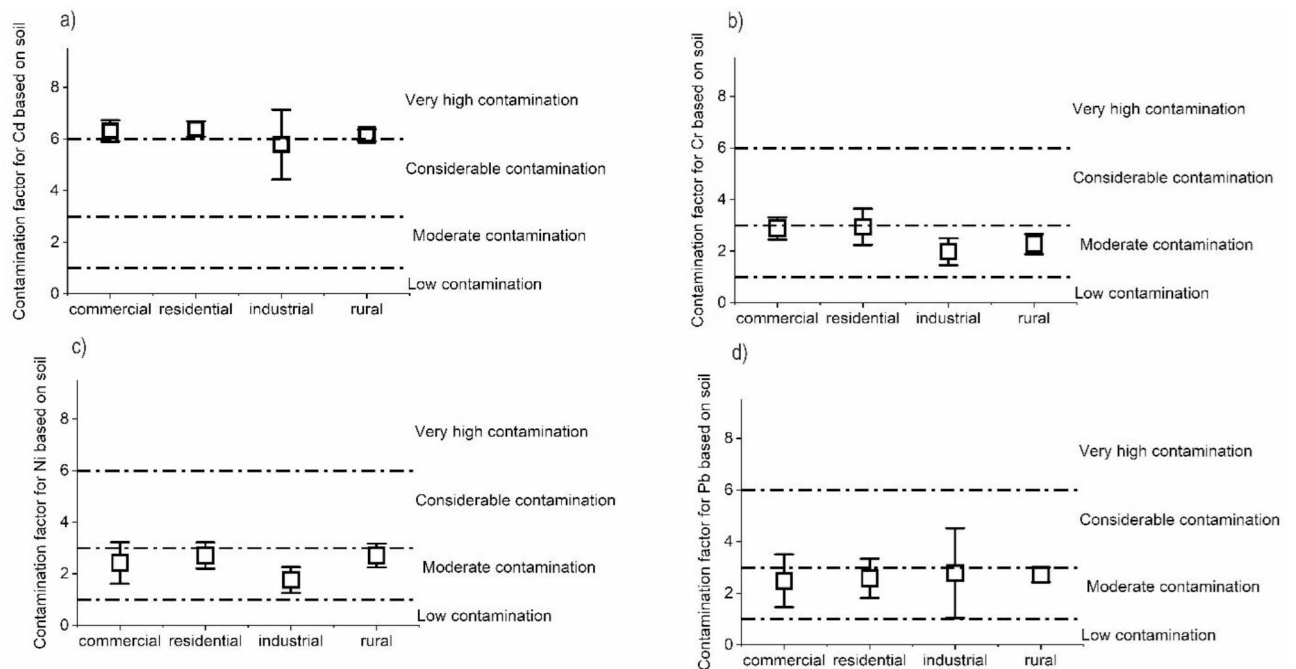 a)
Contamination factor for Cd based on soil
8
6
4
2
0
Very high contamination
Considerable contamination
Moderate contamination
Low contamination
commercial residential industrial rural
b)
Contamination factor for Cr based on soil
8
6
4
2
0
Very high contamination
Considerable contamination
Moderate contamination
Low contamination
commercial residential industrial rural
c)
Contamination factor for Ni based on soil
8
6
4
2
0
Very high contamination
Considerable contamination
Moderate contamination
Low contamination
commercial residential industrial rural
d)
Contamination factor for Pb based on soil
8
6
4
2
0
Very high contamination
Considerable contamination
Moderate contamination
Low contamination
commercial residential industrial rural